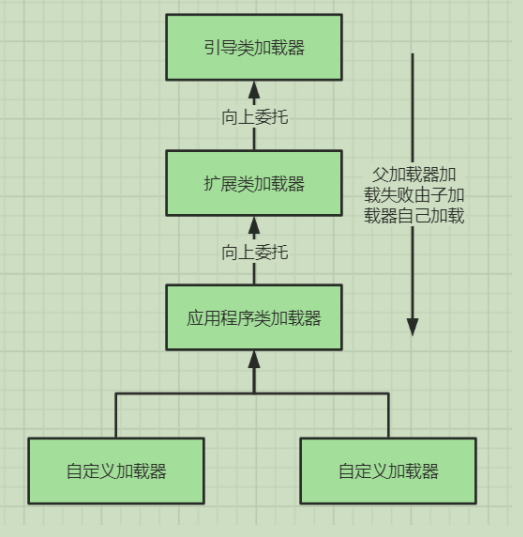 引导类加载器
向上委托
扩展类加载器
父加载器加
载失败由子加
载器自己加载
向上委托
应用程序类加载器
自定义加载器
自定义加载器